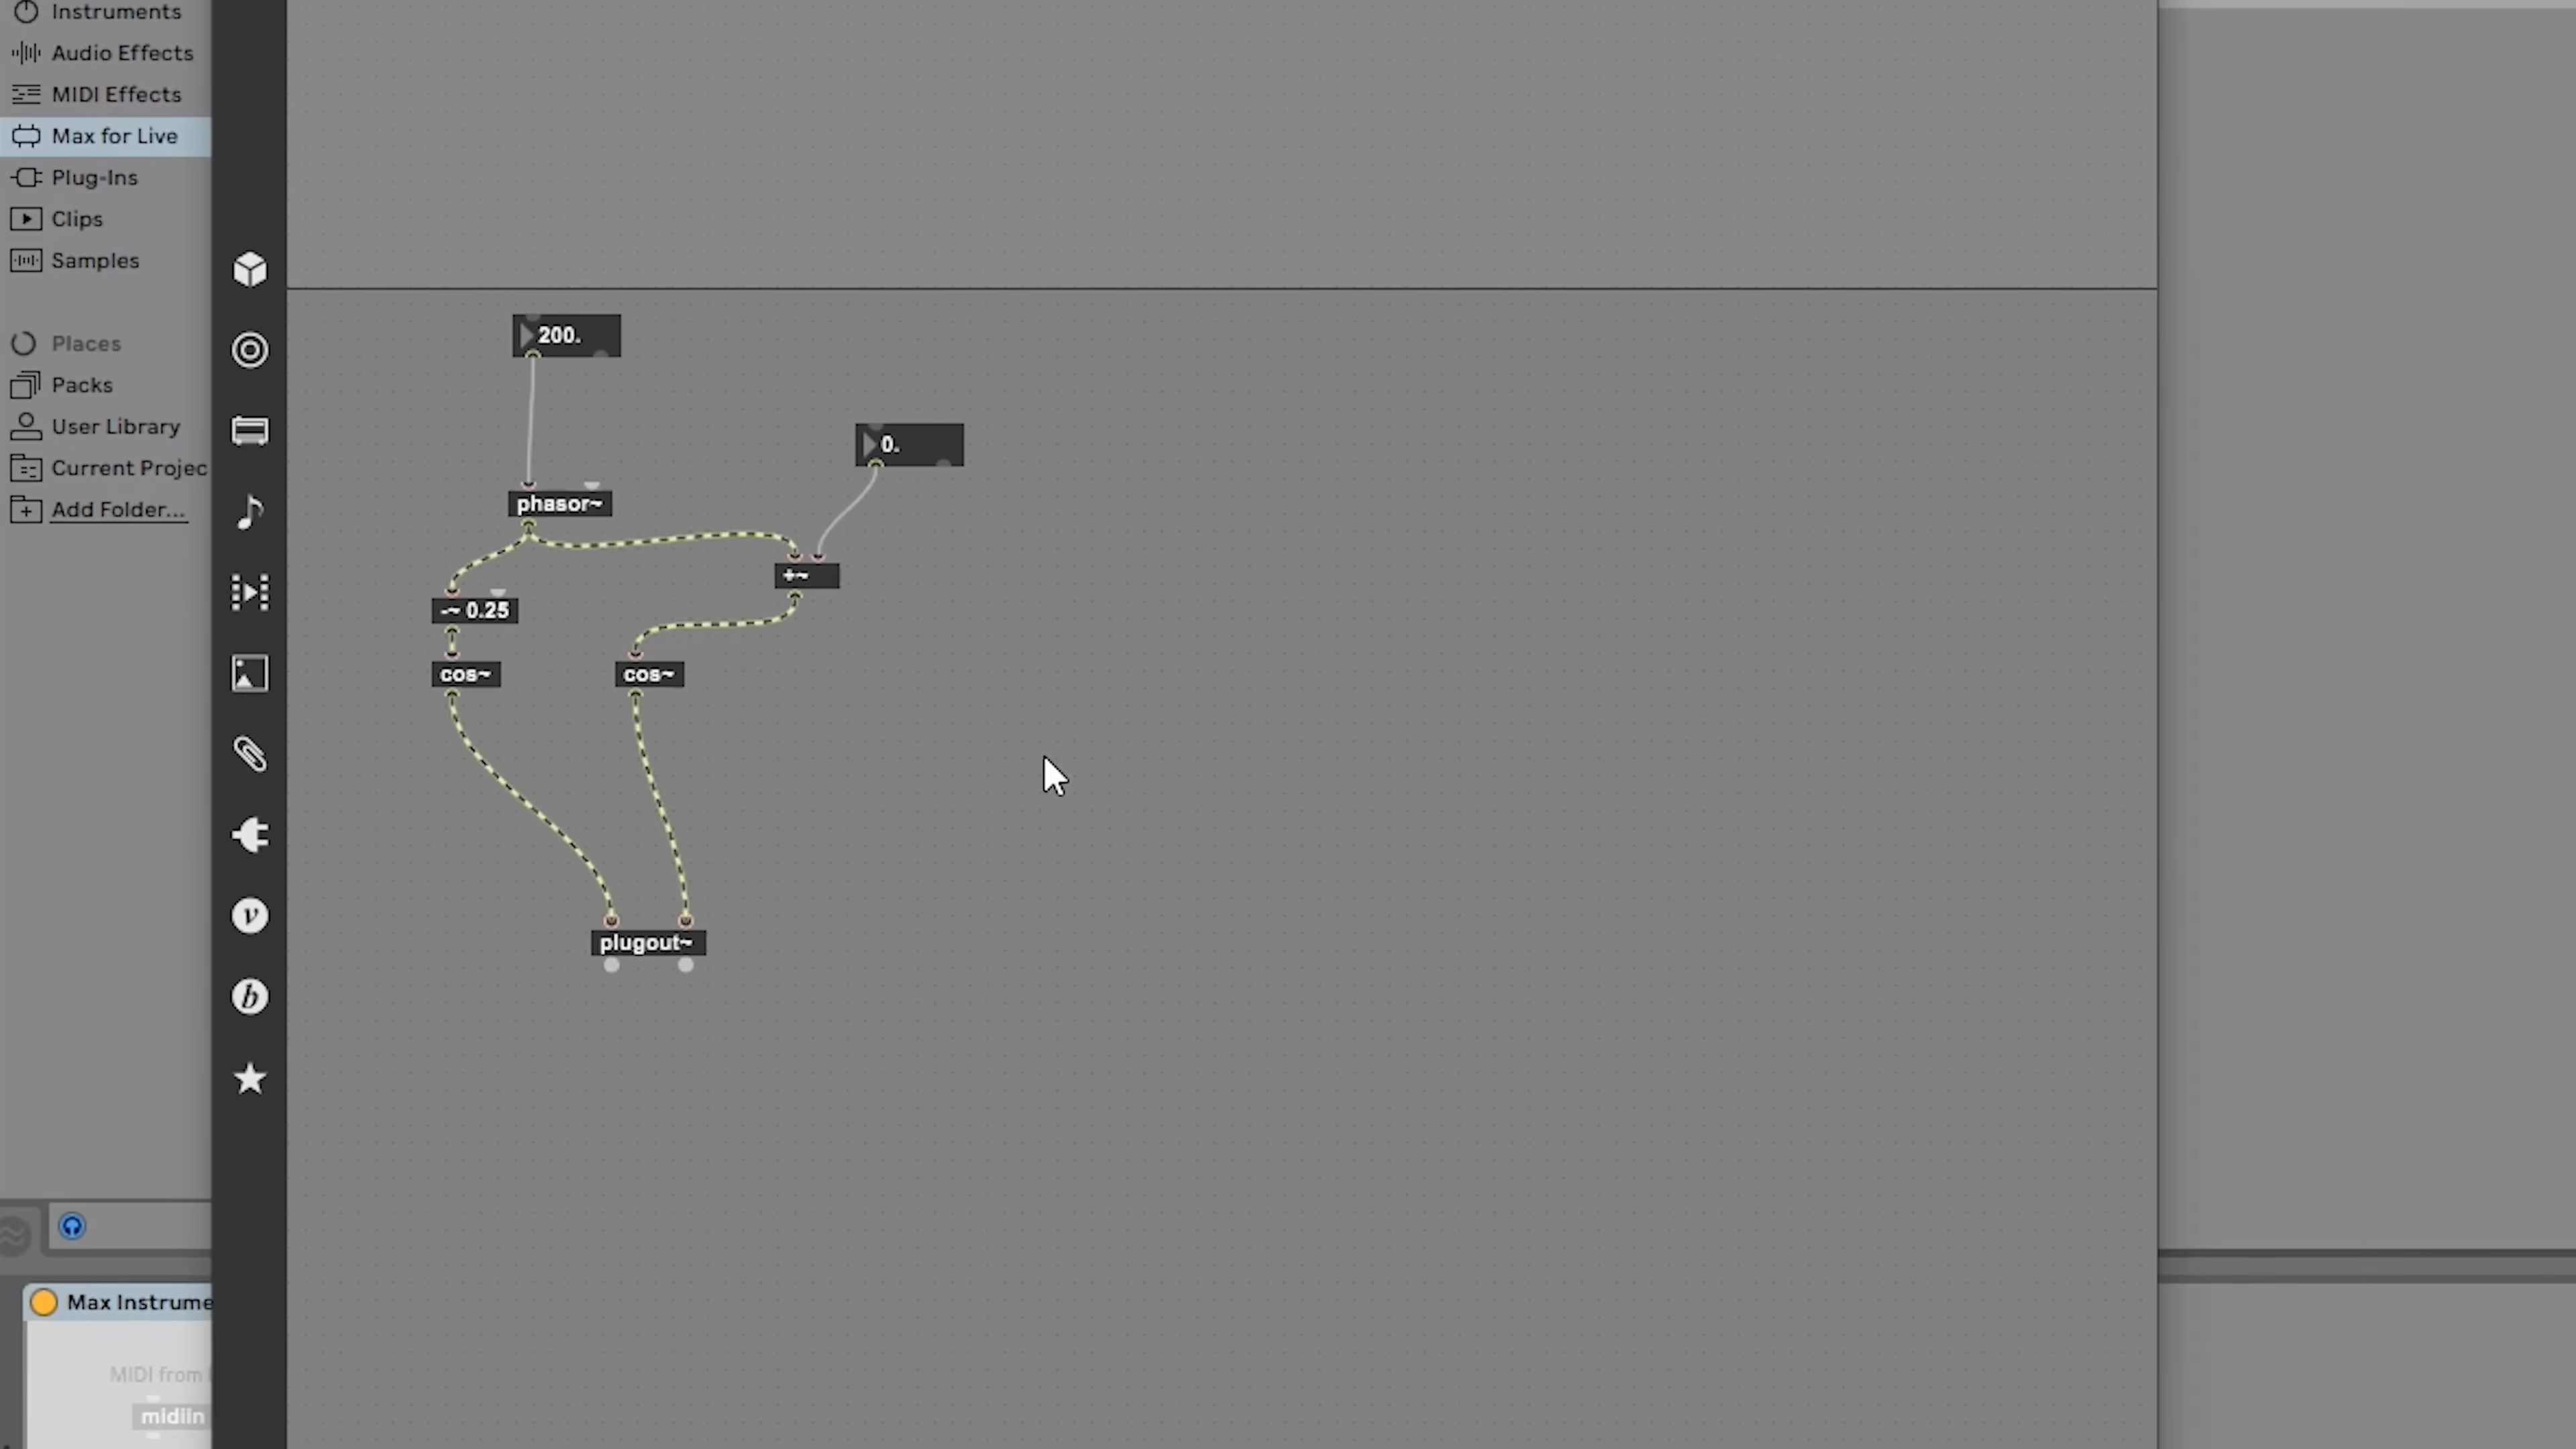 Instruments
Audio Effects
MIDI Effects
Max for Live
Plug-Ins
Clips
Samples
Places
Packs
User Library
Current Projec
Add Folder...
200.
0.
phasor~
+~
-~ 0.25
cos~
cos~
plugout~
Max Instrume
MIDI from
midiin